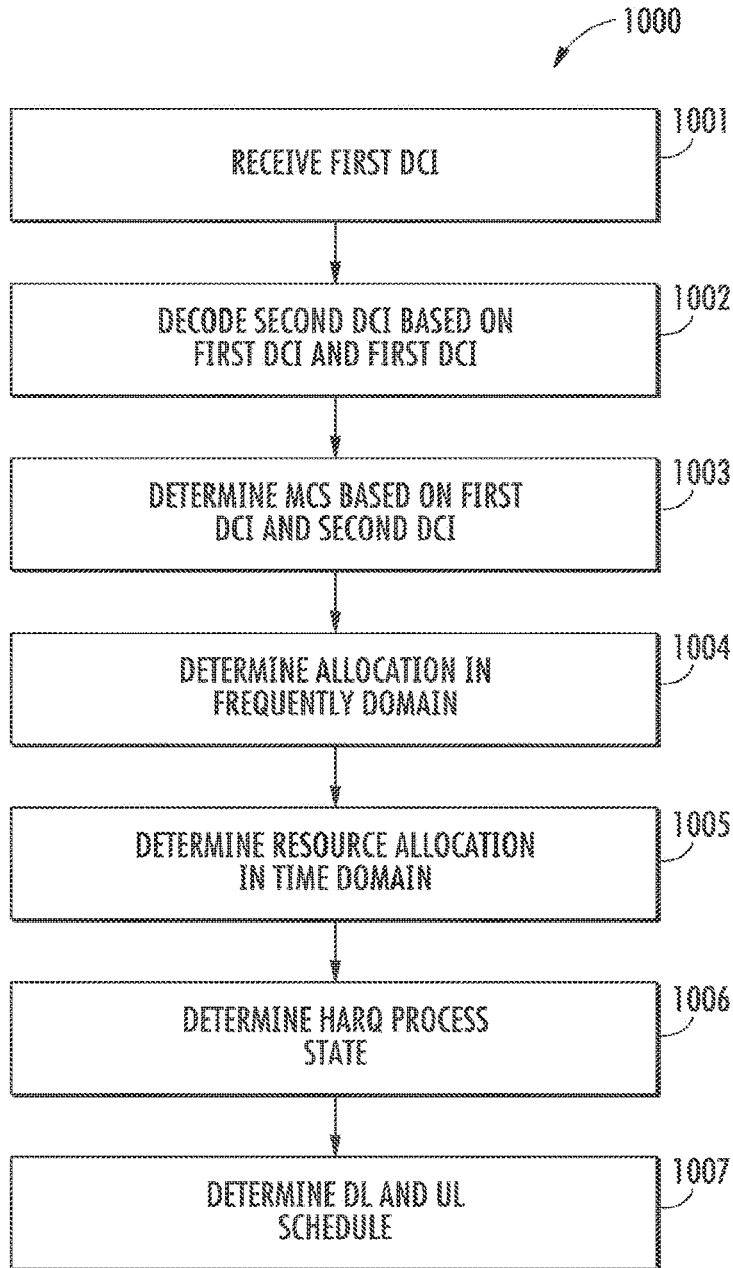 1000
1001
RECEIVE FIRST DCI
1002
DECODE SECOND DCI BASED ON
FIRST DCI AND FIRST DCI
1003
DETERMINE MCS BASED ON FIRST
DCI AND SECOND DCI
1004
DETERMINE ALLOCATION IN
FREQUENTLY DOMAIN
1005
DETERMINE RESOURCE ALLOCATION
IN TIME DOMAIN
1006
DETERMINE HARQ PROCESS
STATE
1007
DETERMINE DL AND UL
SCHEDULE